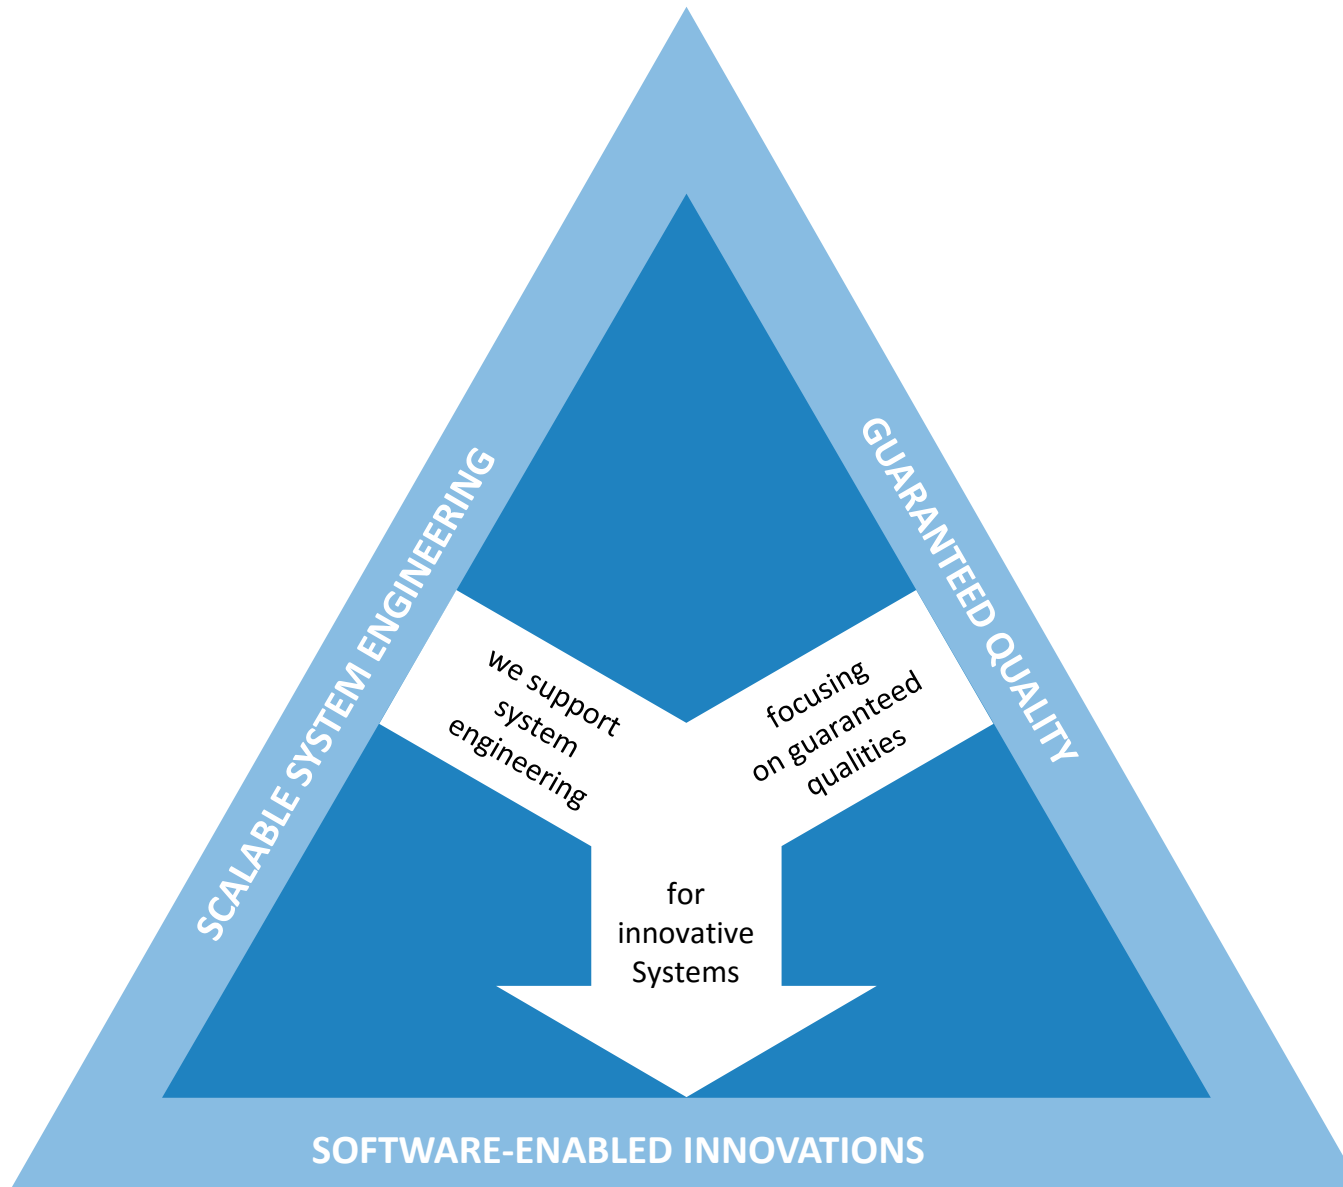 SCALABLE SYSTEM ENGINEERING
GUARANTEED QUALITY
we support
system
engineering
focusing
on guaranteed
qualities
for
innovative
Systems
SOFTWARE-ENABLED INNOVATIONS